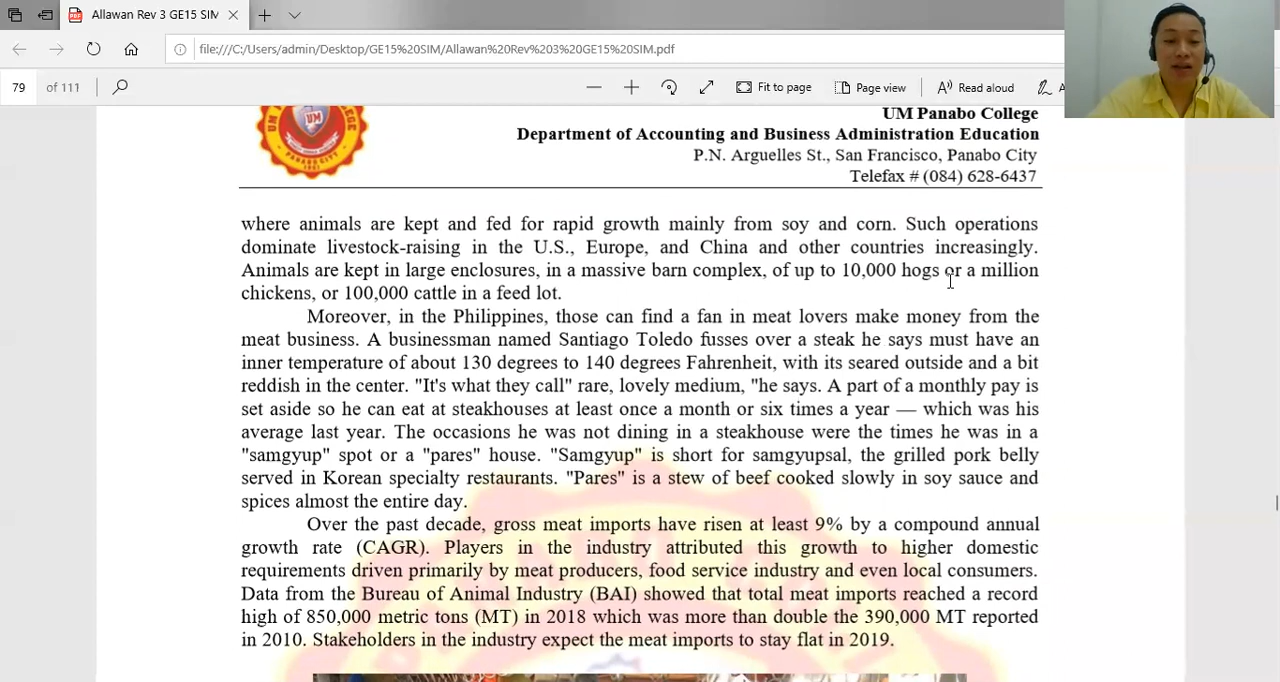 Allawan Rev 3 GE15 SIM
file:///C:/Users/admin/Desktop/GE15%20SIM/Allawan%20Rev%203%20GE15%20SIM.pdf
79 of 111
Fit to page
Page view
Read aloud
UM Panabo College
Department of Accounting and Business Administration Education
P.N. Arguelles St., San Francisco, Panabo City
Telefax # (084) 628-6437
where animals are kept and fed for rapid growth mainly from soy and corn. Such operations
dominate livestock-raising in the U.S., Europe, and China and other countries increasingly.
Animals are kept in large enclosures, in a massive barn complex, of up to 10,000 hogs or a million
chickens, or 100,000 cattle in a feed lot.
Moreover, in the Philippines, those can find a fan in meat lovers make money from the
meat business. A businessman named Santiago Toledo fusses over a steak he says must have an
inner temperature of about 130 degrees to 140 degrees Fahrenheit, with its seared outside and a bit
reddish in the center. "It's what they call" rare, lovely medium, "he says. A part of a monthly pay is
set aside so he can eat at steakhouses at least once a month or six times a year — which was his
average last year. The occasions he was not dining in a steakhouse were the times he was in a
"samgyup" spot or a "pares" house. "Samgyup" is short for samgyupsal, the grilled pork belly
served in Korean specialty restaurants. "Pares" is a stew of beef cooked slowly in soy sauce and
spices almost the entire day.
Over the past decade, gross meat imports have risen at least 9% by a compound annual
growth rate (CAGR). Players in the industry attributed this growth to higher domestic
requirements driven primarily by meat producers, food service industry and even local consumers.
Data from the Bureau of Animal Industry (BAI) showed that total meat imports reached a record
high of 850,000 metric tons (MT) in 2018 which was more than double the 390,000 MT reported
in 2010. Stakeholders in the industry expect the meat imports to stay flat in 2019.